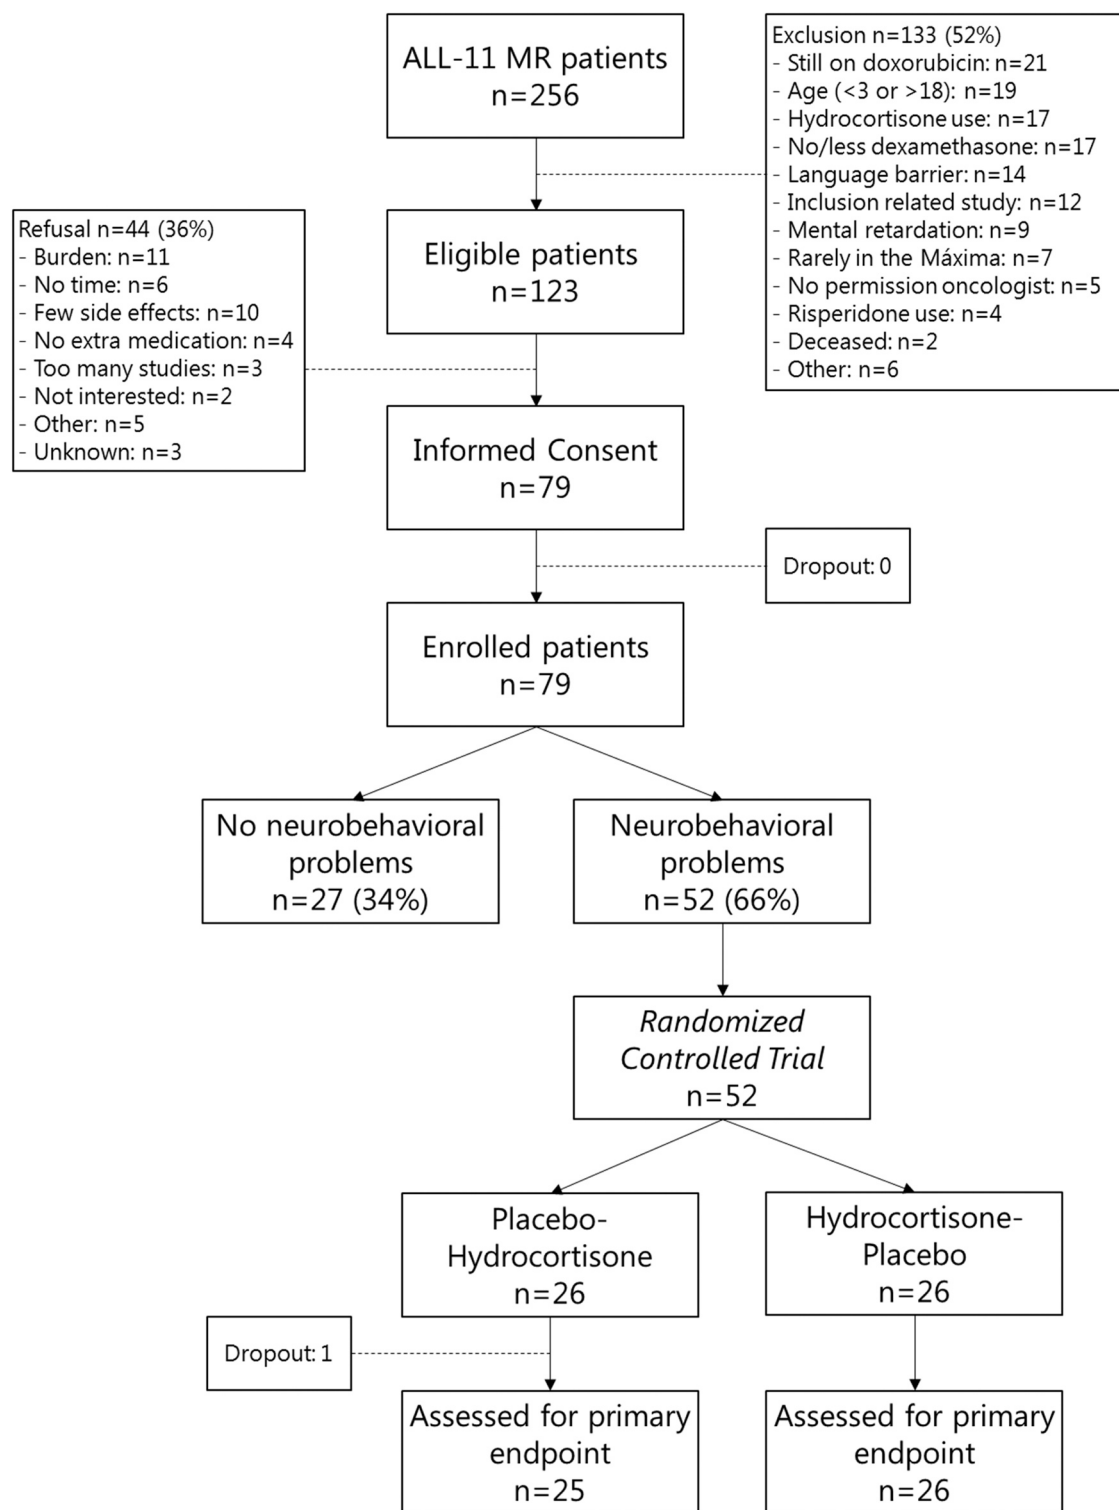 ALL-11 MR patients
n=256
Exclusion n=133 (52%)
- Still on doxorubicin: n=21
- Age (<3 or >18): n=19
- Hydrocortisone use: n=17
- No/less dexamethasone: n=17
- Language barrier: n=14
- Inclusion related study: n=12
- Mental retardation: n=9
- Rarely in the Máxima: n=7
- No permission oncologist: n=5
- Risperidone use: n=4
- Deceased: n=2
- Other: n=6
Eligible patients
n=123
Refusal n=44 (36%)
- Burden: n=11
- No time: n=6
- Few side effects: n=10
- No extra medication: n=4
- Too many studies: n=3
- Not interested: n=2
- Other: n=5
- Unknown: n=3
Informed Consent
n=79
Dropout: 0
Enrolled patients
n=79
No neurobehavioral
problems
n=27 (34%)
Neurobehavioral
problems
n=52 (66%)
Randomized
Controlled Trial
n=52
Placebo-
Hydrocortisone
n=26
Hydrocortisone-
Placebo
n=26
Dropout: 1
Assessed for primary
endpoint
n=25
Assessed for primary
endpoint
n=26